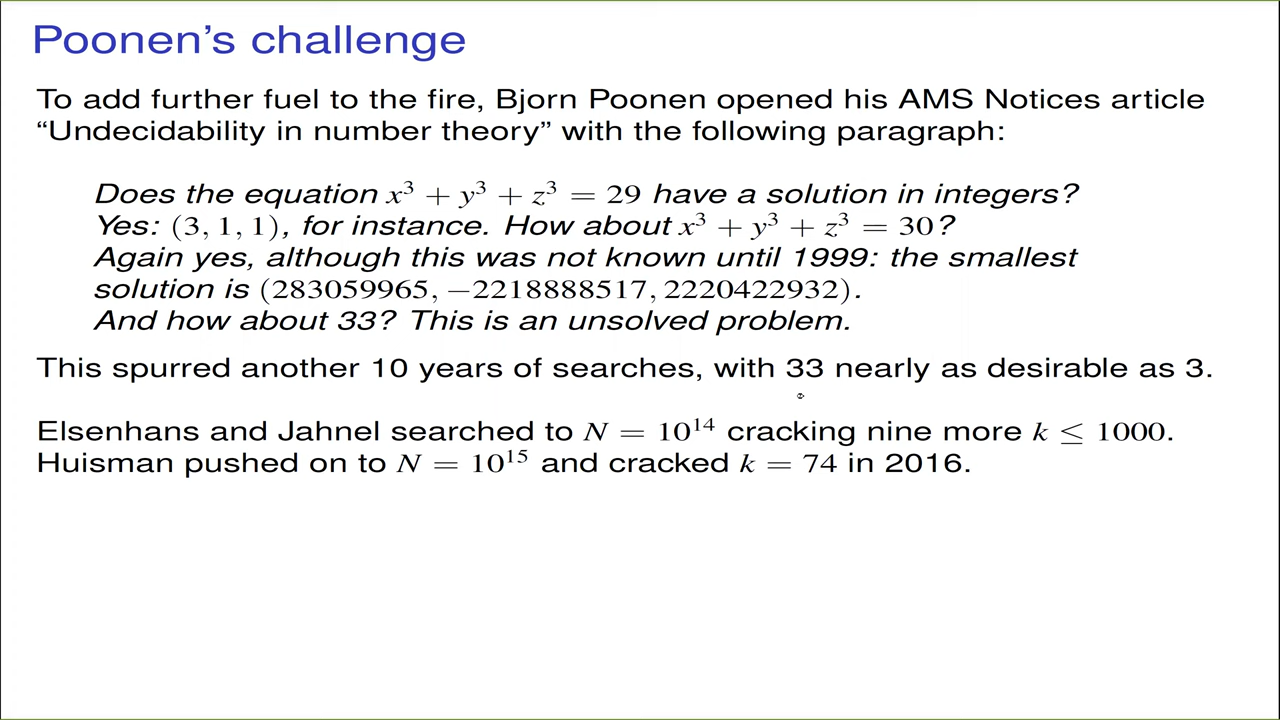 Poonen’s challenge
To add further fuel to the fire, Bjorn Poonen opened his AMS Notices article
“Undecidability in number theory” with the following paragraph:
Does the equation x³ + y³ + z³ = 29 have a solution in integers?
Yes: (3, 1, 1), for instance. How about x³ + y³ + z³ = 30?
Again yes, although this was not known until 1999: the smallest
solution is (283059965, −2218888517, 2220422932).
And how about 33? This is an unsolved problem.
This spurred another 10 years of searches, with 33 nearly as desirable as 3.
Elsenhans and Jahnel searched to N = 10¹⁴ cracking nine more k ≤ 1000.
Huisman pushed on to N = 10¹⁵ and cracked k = 74 in 2016.